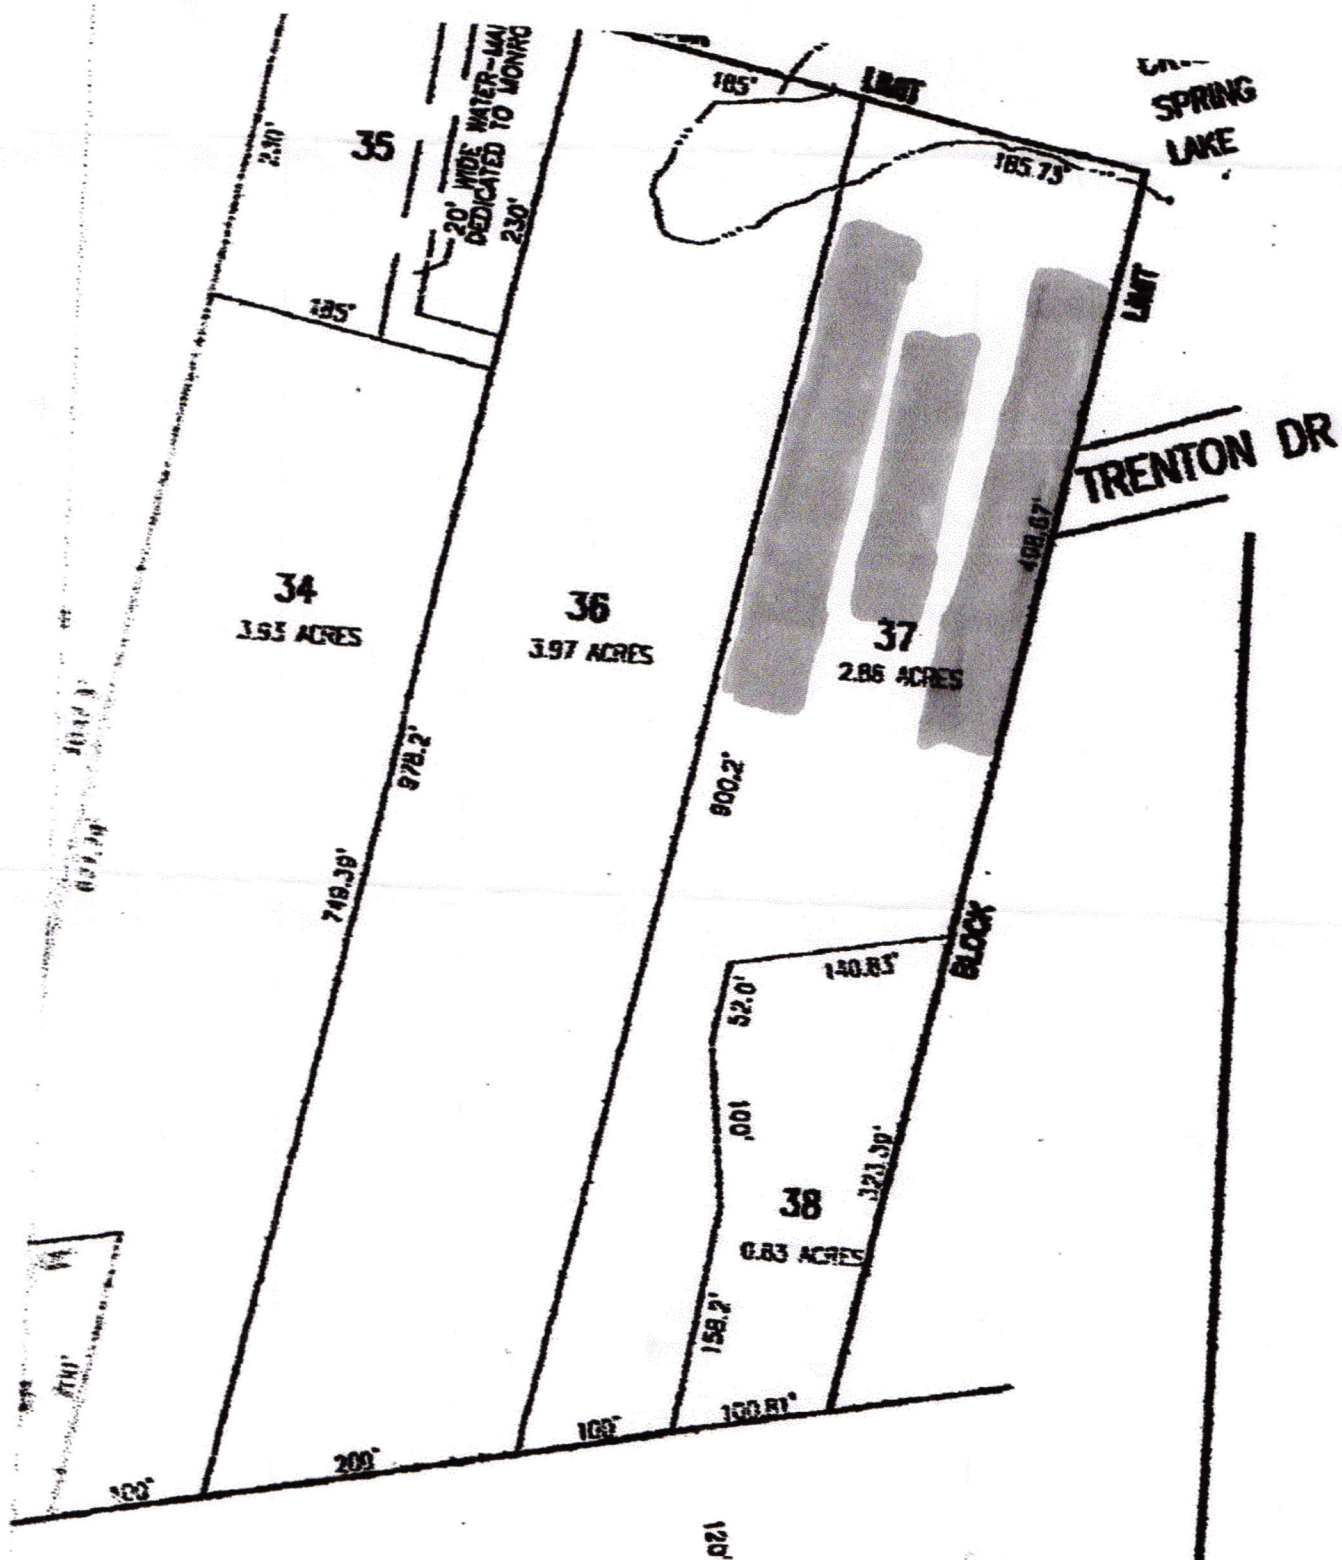 185'
LIMIT
SPRING
LAKE
230'
35
20' WIDE WATER-MAI
DEDICATED TO MONRO
230'
185.73'
185'
LIMIT
TRENTON DR
498.67'
34
3.93 ACRES
36
3.97 ACRES
37
2.86 ACRES
978.2'
900.2'
749.39'
BLOCK
140.83'
52.0'
100'
323.39'
38
0.83 ACRES
158.2'
100.81'
100'
200'
100'
120'